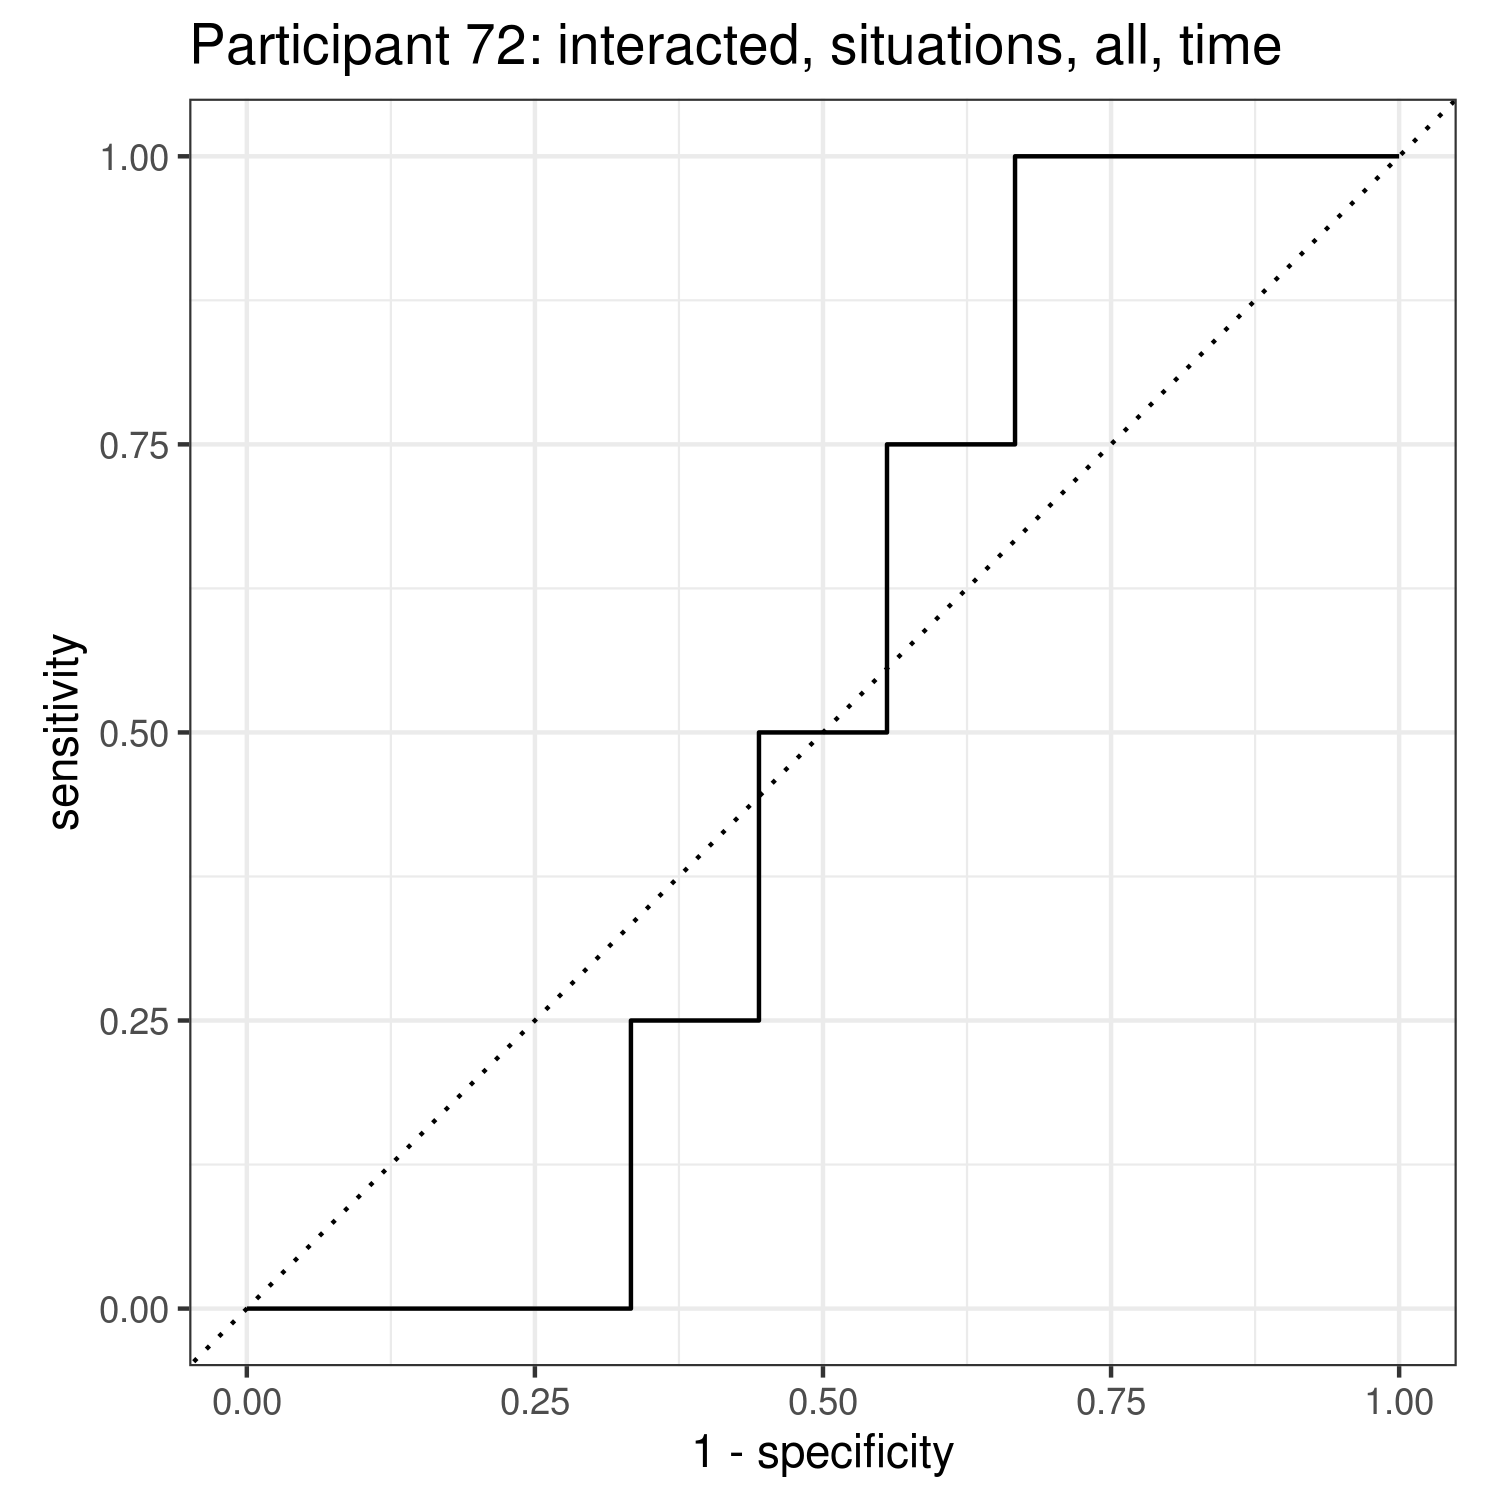 Participant 72: interacted, situations, all, time
1.00
0.75
0.50
0.25
0.00
sensitivity
0.00 0.25 0.50 0.75 1.00
1 - specificity